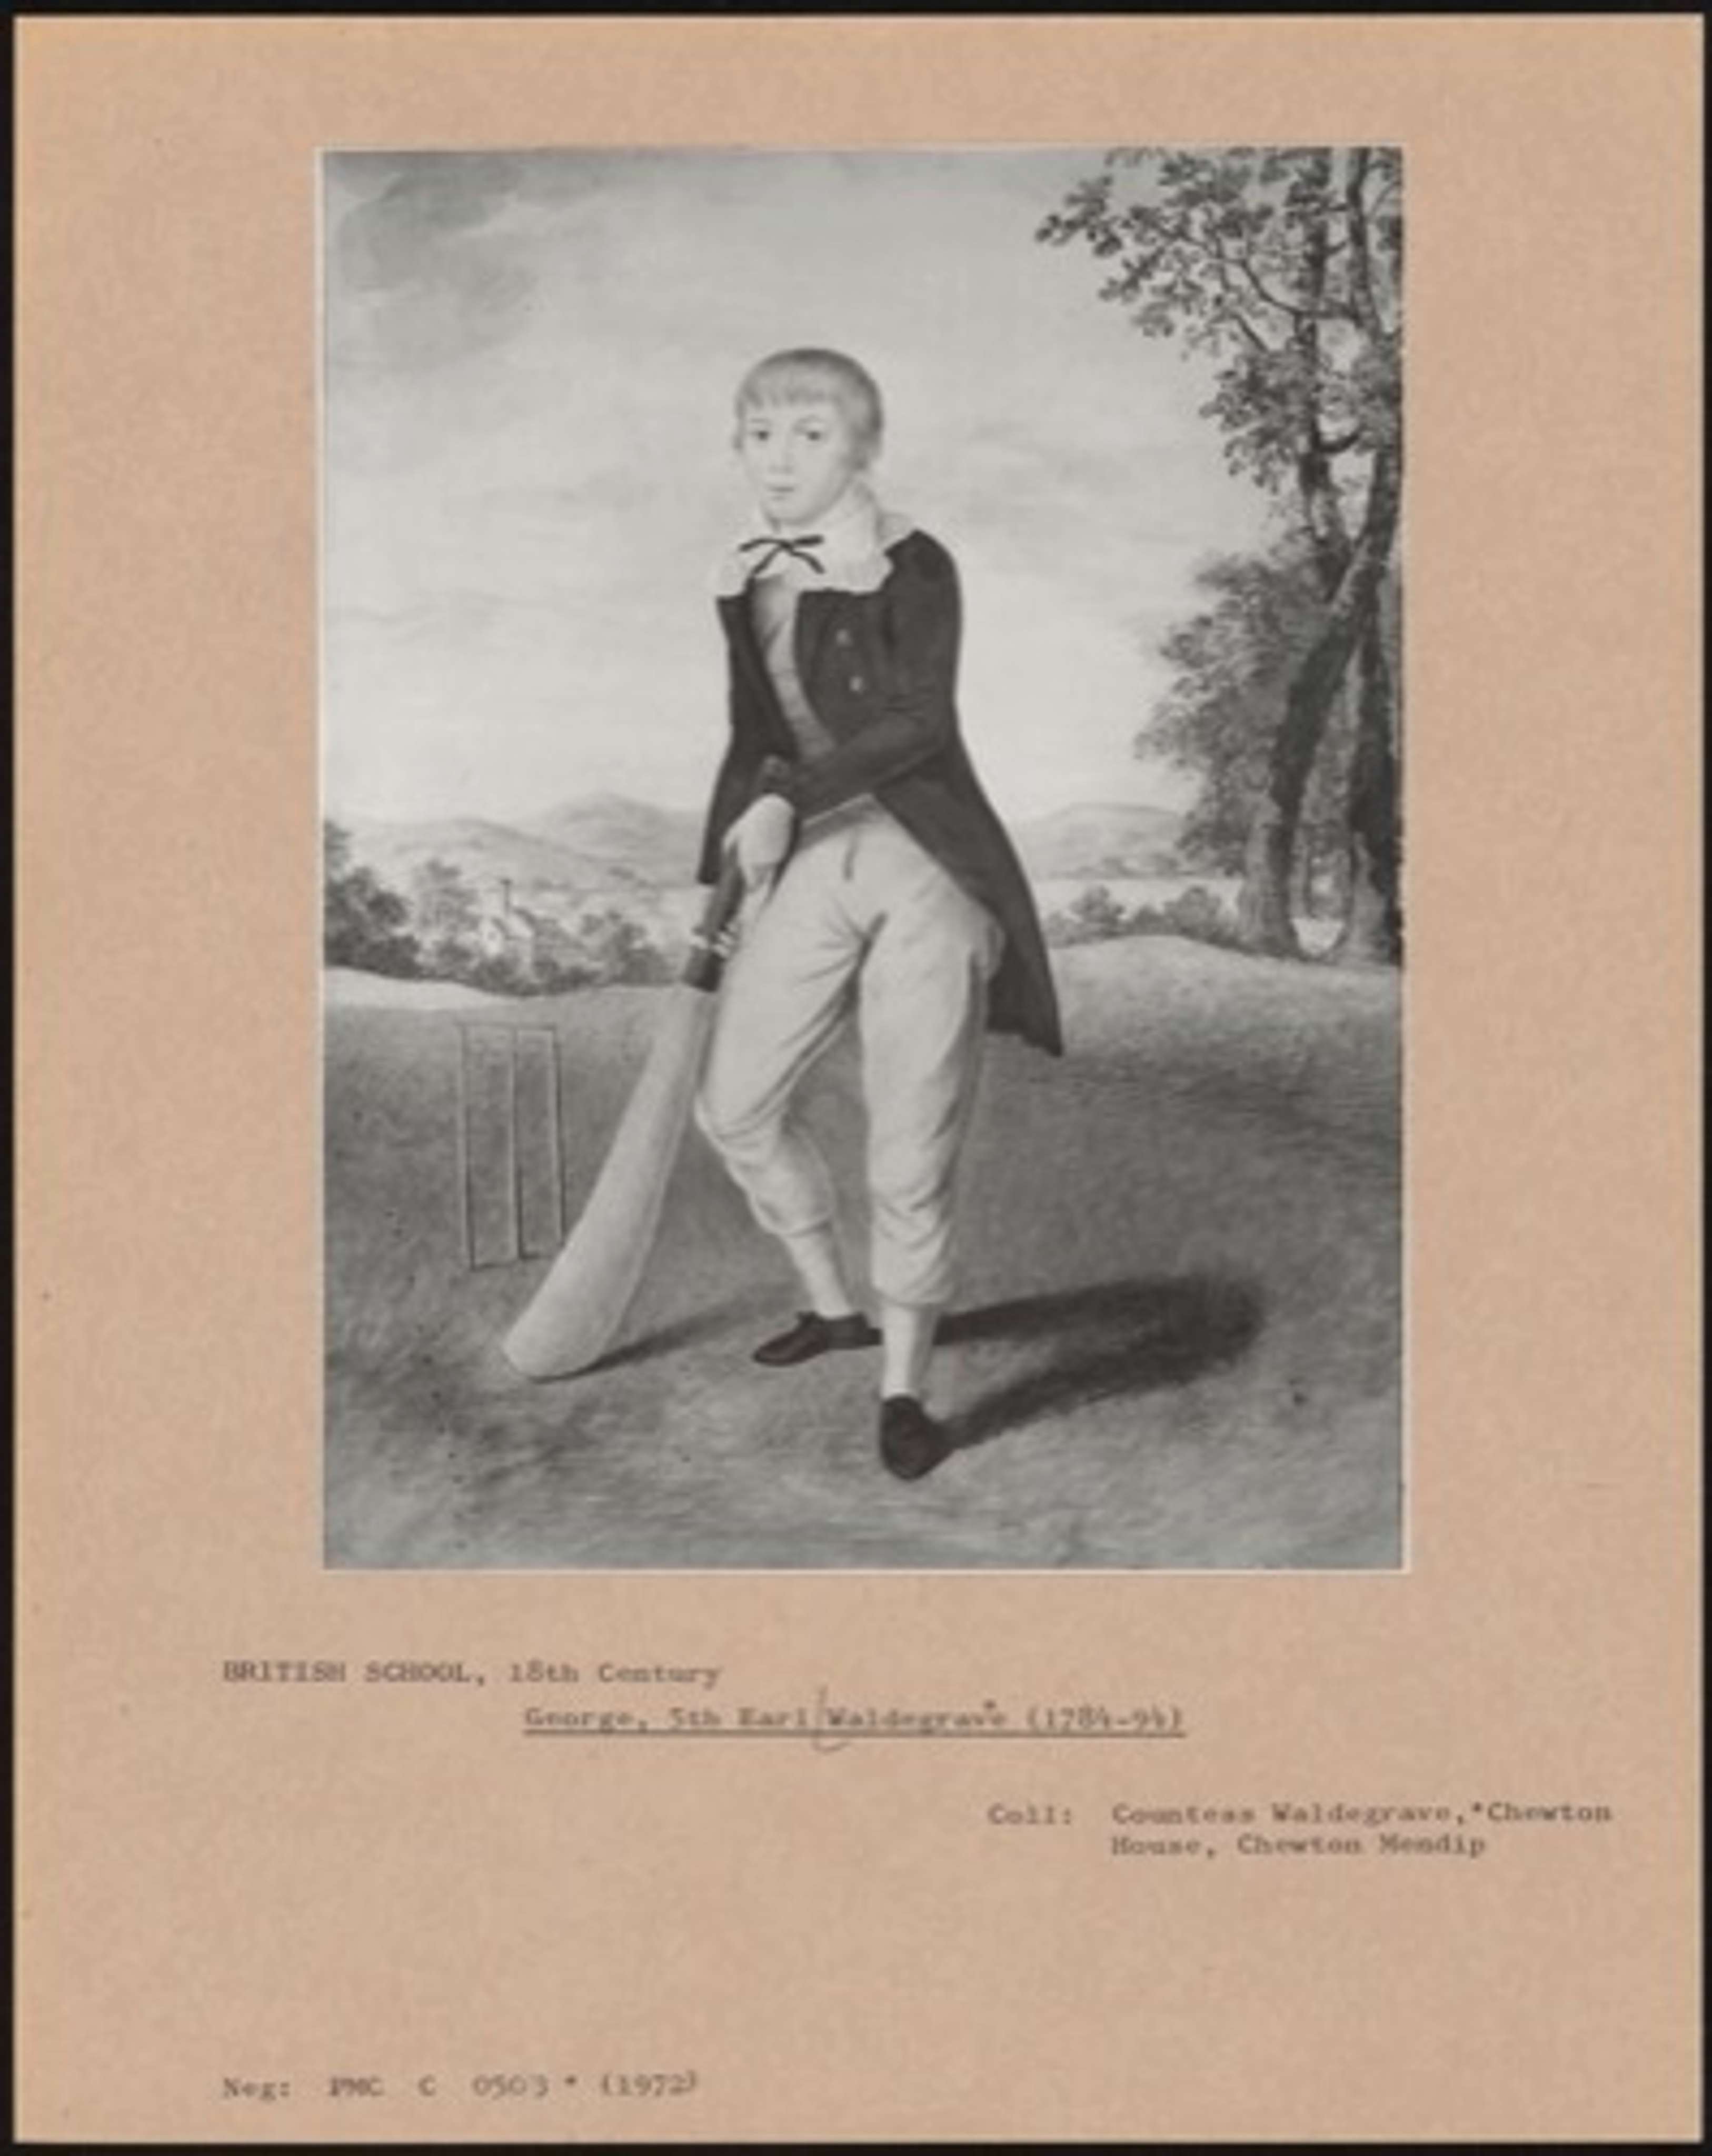 BRITISH SCHOOL, 18th Century
George, 5th Earl Waldegrave* (1784-94)
Coll: Countess Waldegrave,*Chewton
House, Chewton Mendip
Neg: PMC C 0503 * (1972)